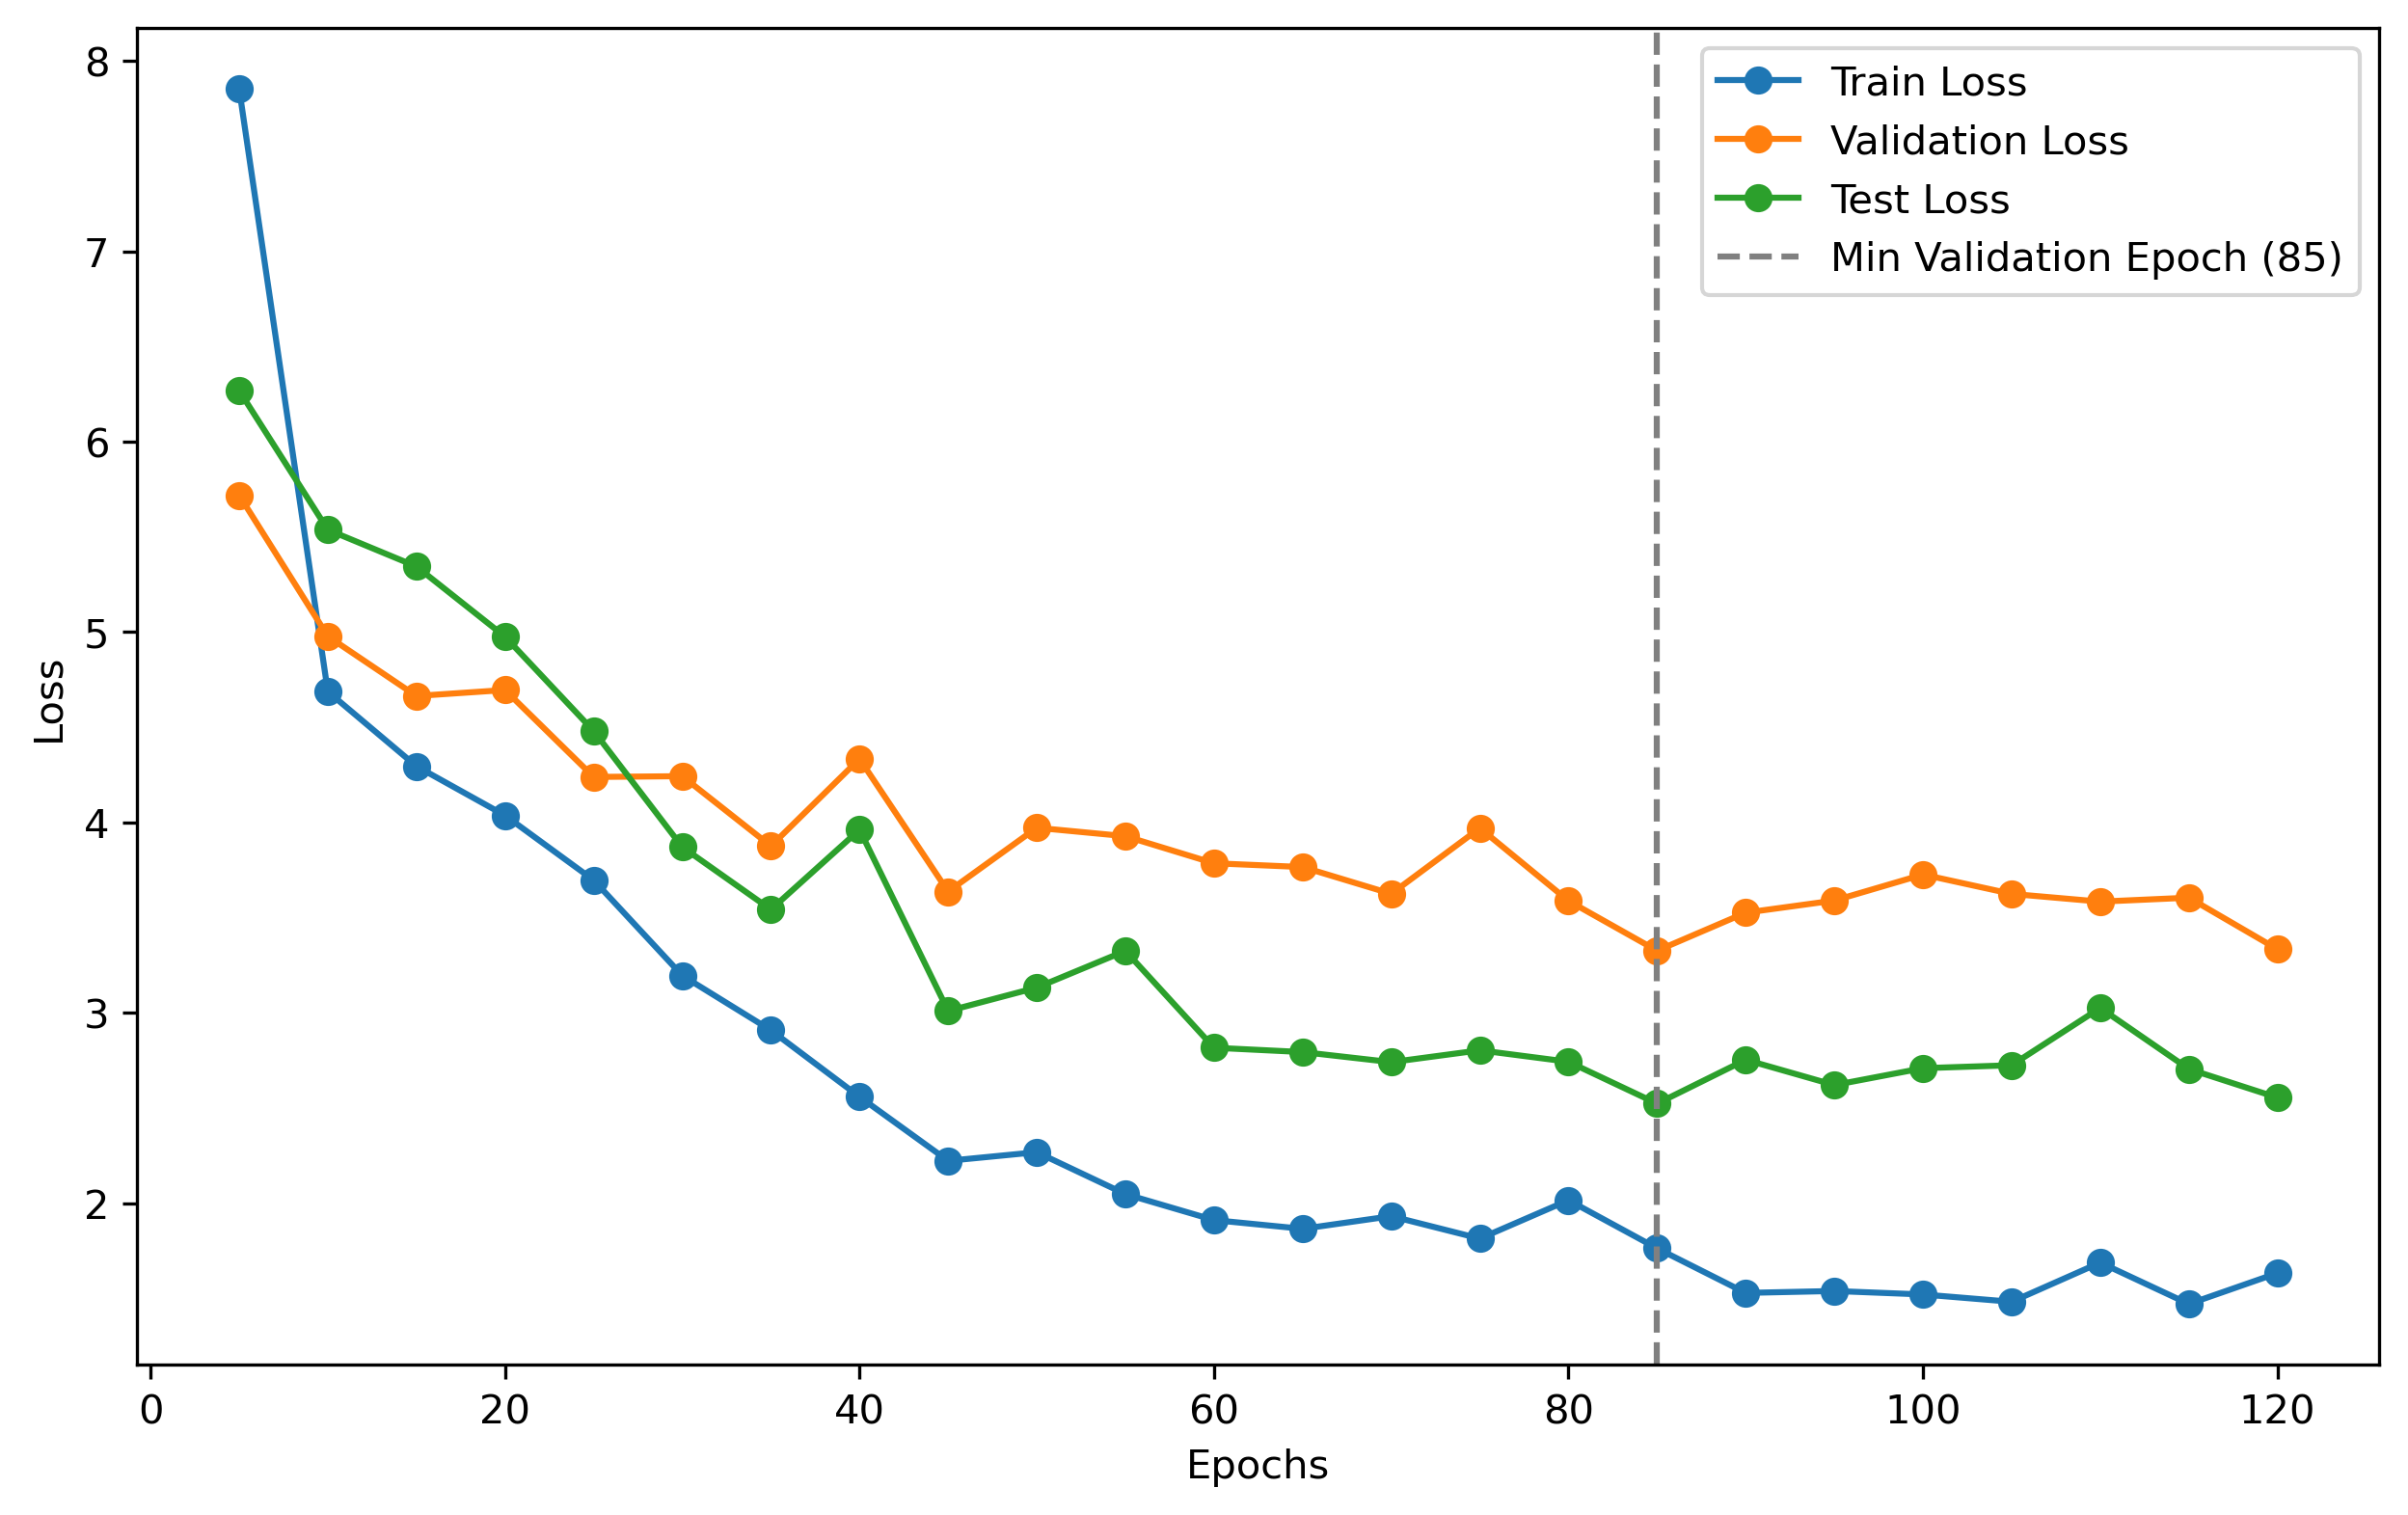 8
7
6
5
4
3
2
Loss
Train Loss
Validation Loss
Test Loss
Min Validation Epoch (85)
0 20 40 60 80 100 120
Epochs